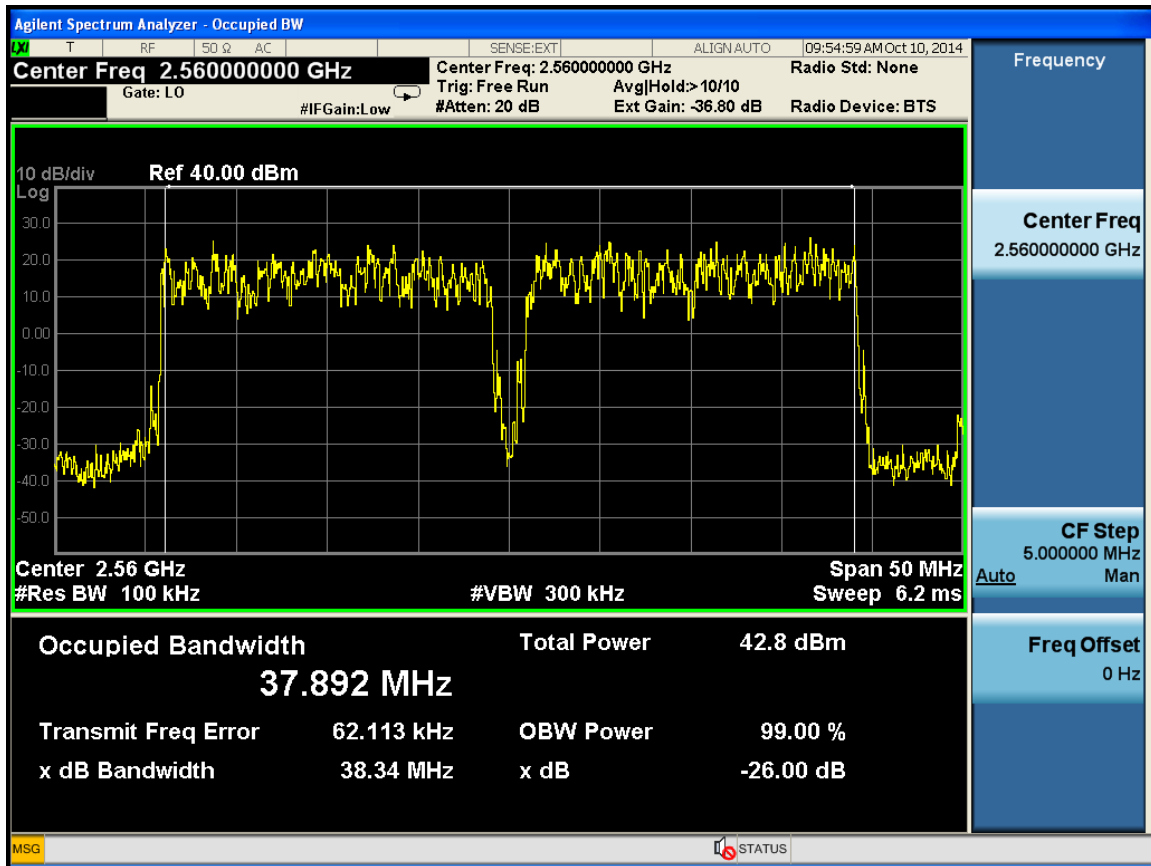 Agilent Spectrum Analyzer - Occupied BW
LXI T RF 50 Ω AC SENSE:EXT ALIGN AUTO 09:54:59 AM Oct 10, 2014
Center Freq 2.560000000 GHz
Center Freq: 2.560000000 GHz
Radio Std: None
Gate: LO
Trig: Free Run
Avg|Hold:>10/10
#IFGain:Low
#Atten: 20 dB
Ext Gain: -36.80 dB
Radio Device: BTS
10 dB/div
Ref 40.00 dBm
Log
30.0
20.0
10.0
0.00
-10.0
-20.0
-30.0
-40.0
-50.0
Center 2.56 GHz
Span 50 MHz
#Res BW 100 kHz
#VBW 300 kHz
Sweep 6.2 ms
Occupied Bandwidth
37.892 MHz
Total Power 42.8 dBm
Transmit Freq Error 62.113 kHz
OBW Power 99.00 %
x dB Bandwidth 38.34 MHz
x dB -26.00 dB
Frequency
Center Freq
2.560000000 GHz
CF Step
5.000000 MHz
Auto Man
Freq Offset
0 Hz
MSG
STATUS